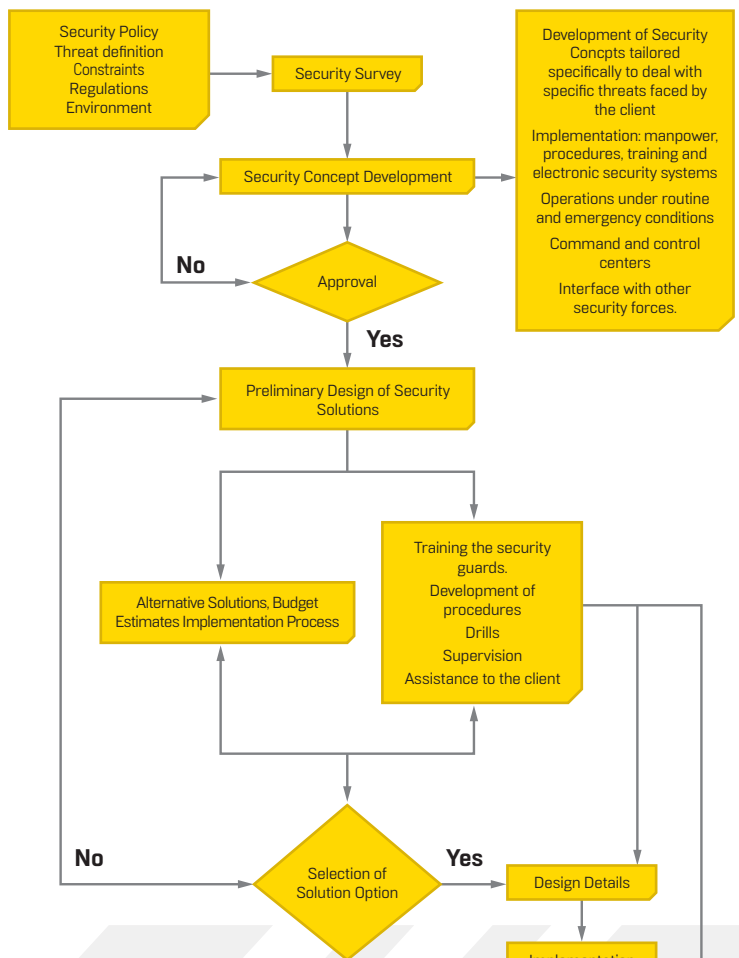 Security Policy
Threat definition
Constraints
Regulations
Environment
Security Survey
Development of Security
Concpts tailored
specifically to deal with
specific threats faced by
the client
Implementation: manpower,
procedures, training and
electronic security systems
Operations under routine
and emergency conditions
Command and control
centers
Interface with other
security forces.
Security Concept Development
No
Approval
Yes
Preliminary Design of Security
Solutions
Alternative Solutions, Budget
Estimates Implementation Process
Training the security
guards.
Development of
procedures
Drills
Supervision
Assistance to the client
No
Selection of
Solution Option
Yes
Design Details
Implementation